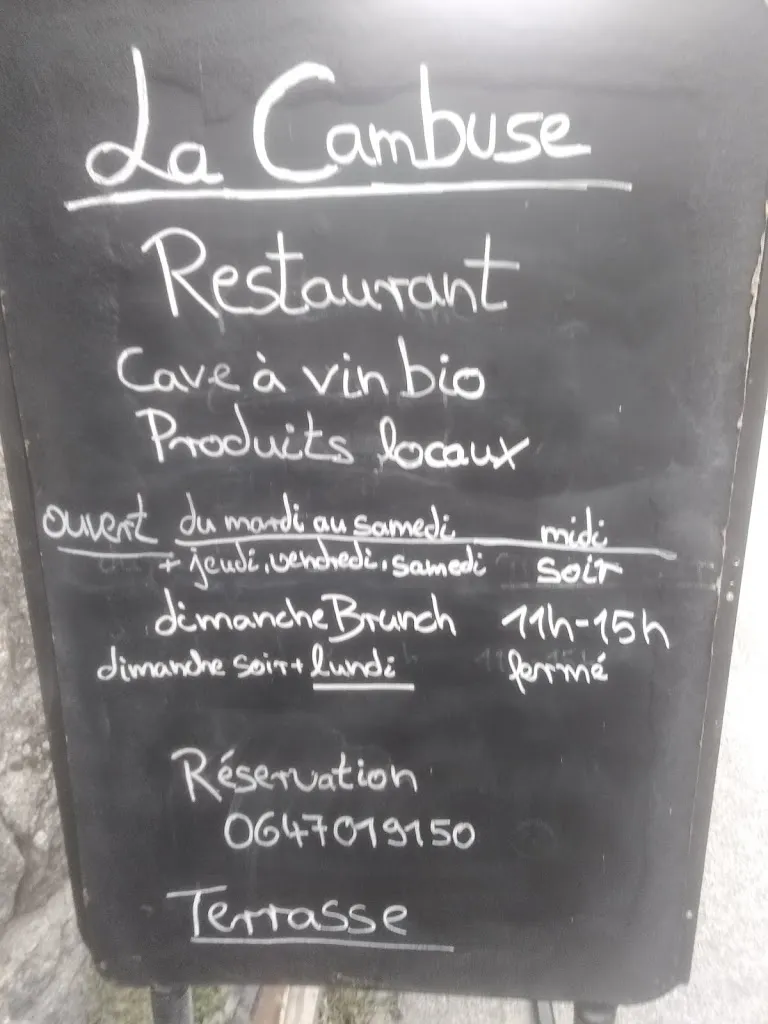 La Cambuse
Restaurant
Cave à vin bio
Produits locaux
ouvert du mardi au samedi midi
+ jeudi, vendredi, samedi soir
dimanche Brunch 11h-15h
dimanche soir + lundi fermé
Réservation
0647019150
Terrasse